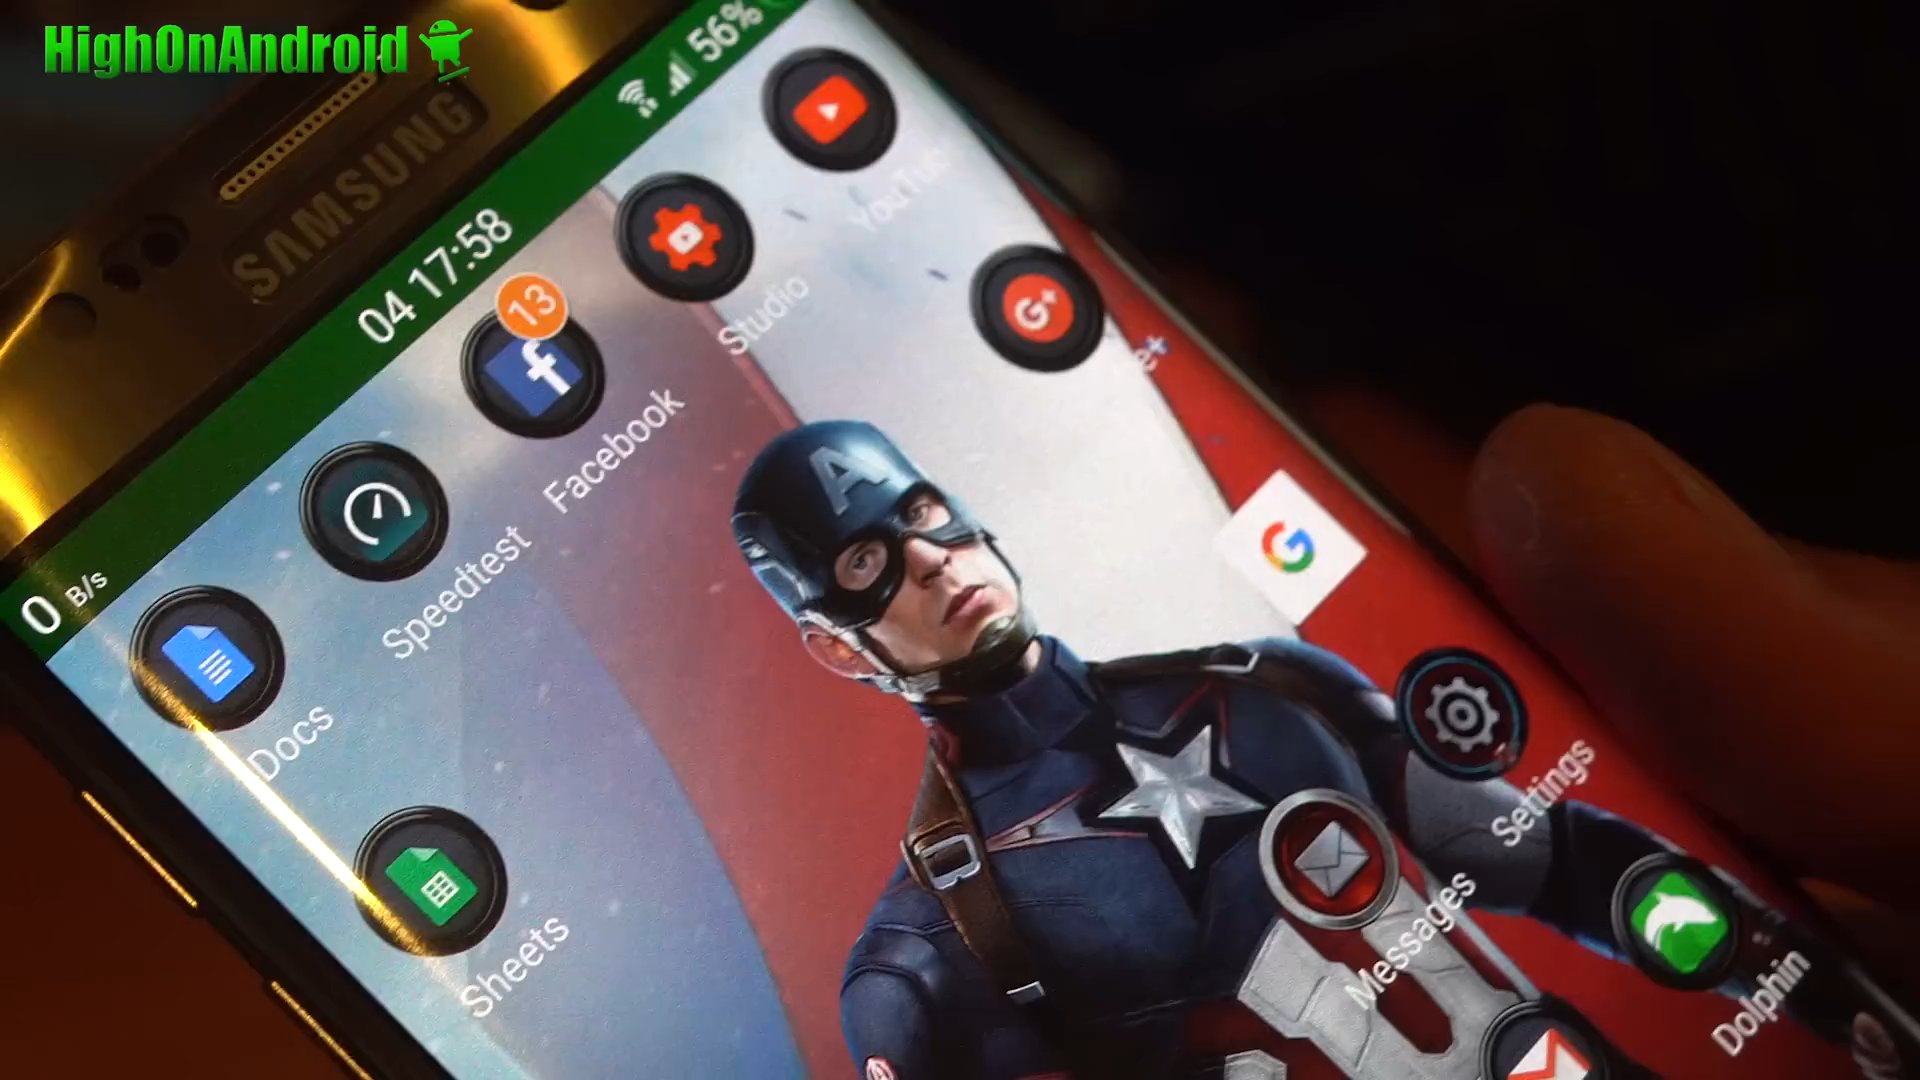 HighOnAndroid
SAMSUNG
0 B/s
04 17:58
56%
Docs
Speedtest
13
Facebook
Studio
Sheets
G+
e+
G
A
Settings
Messages
Dolphin